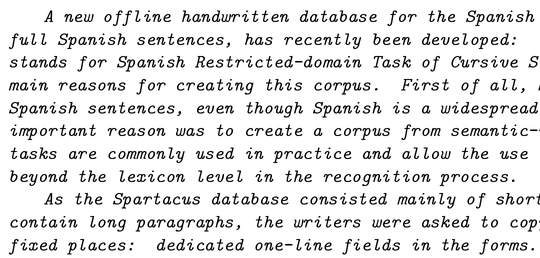 A new offline handwritten database for the Spanish
full Spanish sentences, has recently been developed:
stands for Spanish Restricted-domain Task of Cursive S
main reasons for creating this corpus. First of all,
Spanish sentences, even though Spanish is a widespread
important reason was to create a corpus from semantic-
tasks are commonly used in practice and allow the use
beyond the lexicon level in the recognition process.
As the Spartacus database consisted mainly of short
contain long paragraphs, the writers were asked to copy
fixed places: dedicated one-line fields in the forms.